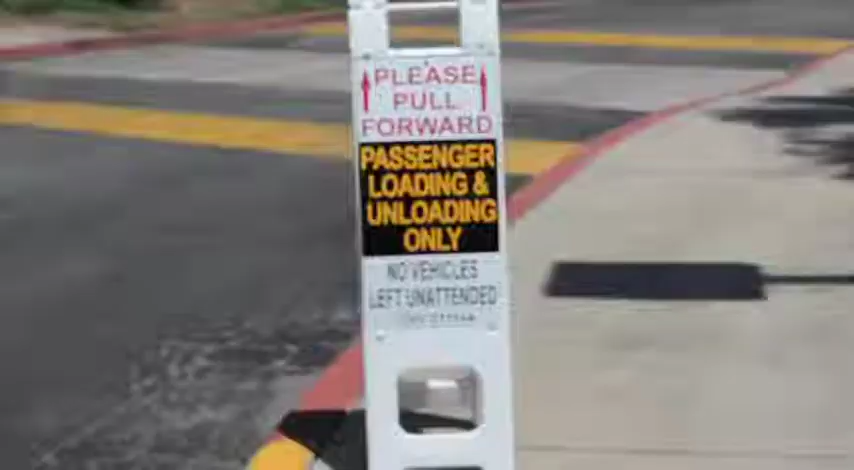 PLEASE
PULL
FORWARD
PASSENGER
LOADING &
UNLOADING
ONLY
NO VEHICLES
LEFT UNATTENDED